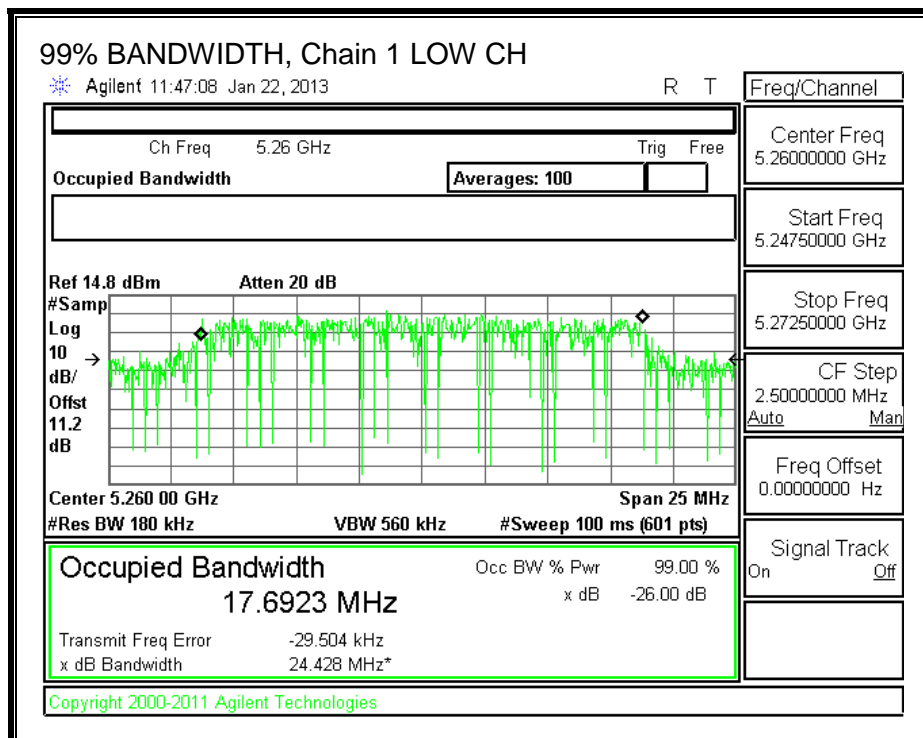 99% BANDWIDTH, Chain 1 LOW CH
Agilent 11:47:08 Jan 22, 2013 R T
Ch Freq 5.26 GHz Trig Free
Occupied Bandwidth Averages: 100
Ref 14.8 dBm Atten 20 dB
#Samp
Log
10
dB/
Offst
11.2
dB
Center 5.260 00 GHz Span 25 MHz
#Res BW 180 kHz VBW 560 kHz #Sweep 100 ms (601 pts)
Occupied Bandwidth Occ BW % Pwr 99.00 %
17.6923 MHz x dB -26.00 dB
Transmit Freq Error -29.504 kHz
x dB Bandwidth 24.428 MHz*
Copyright 2000-2011 Agilent Technologies
Freq/Channel
Center Freq
5.26000000 GHz
Start Freq
5.24750000 GHz
Stop Freq
5.27250000 GHz
CF Step
2.50000000 MHz
Auto Man
Freq Offset
0.00000000 Hz
Signal Track
On Off